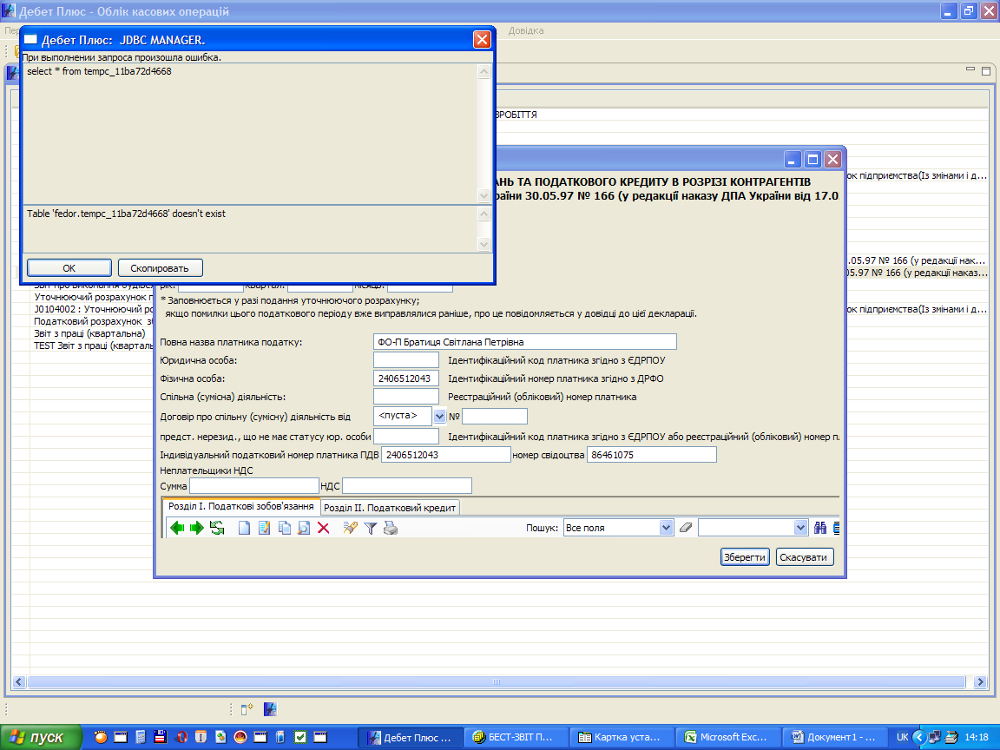 Дебет Плюс - Облік касових операцій
Довідка
Дебет Плюс: JDBC MANAGER.
При выполнении запроса произошла ошибка.
select * from tempc_11ba72d4668
Table 'fedor.tempc_11ba72d4668' doesn't exist
ОК
Скопировать
АНЬ ТА ПОДАТКОВОГО КРЕДИТУ В РОЗРІЗІ КОНТРАГЕНТІВ
раїни 30.05.97 № 166 (у редакції наказу ДПА України від 17.0
ок підприємства(Із змінами і д...
.05.97 № 166 (у редакції нак...
05.97 № 166 (у редакції наказ...
рік:
квартал:
місяць:
Уточнюючий розрахунок п
* Заповнюється у разі подання уточнюючого розрахунку;
J0104002 : Уточнюючий ро
якщо помилки цього податкового періоду вже виправлялися раніше, про це повідомляється у довідці до цієї декларації.
ок підприємства(Із змінами і д...
Податковий розрахунок зб
Звіт з праці (квартальна)
TEST Звіт з праці (кварталь
Повна назва платника податку:
ФО-П Братиця Світлана Петрівна
Юридична особа:
Ідентифікаційний код платника згідно з ЄДРПОУ
Фізична особа:
2406512043
Ідентифікаційний номер платника згідно з ДРФО
Спільна (сумісна) діяльність:
Реєстраційний (обліковий) номер платника
Договір про спільну (сумісну) діяльність від
<пуста>
№
предст. нерезид., що не має статусу юр. особи
Ідентифікаційний код платника згідно з ЄДРПОУ або реєстраційний (обліковий) номер пл
Індивідуальний податковий номер платника ПДВ
2406512043
номер свідоцтва
86461075
Неплательщики НДС
Сумма
НДС
Розділ I. Податкові зобов'язання
Розділ II. Податковий кредит
Пошук:
Все поля
Зберегти
Скасувати
пуск
Дебет Плюс ...
БЕСТ-ЗВІТ П...
Картка уста...
Microsoft Exc...
Документ1 - ...
UK
14:18